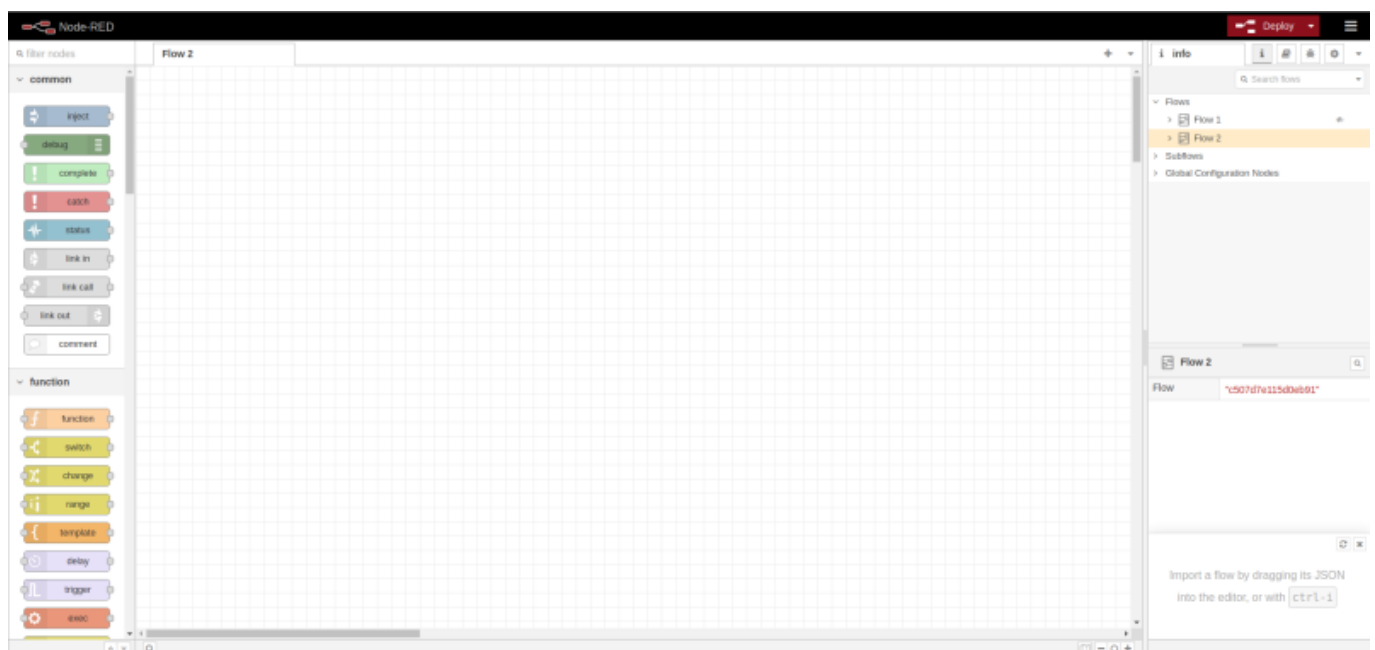 Node-RED
Deploy
filter nodes
Flow 2
i info
Search flows
common
inject
debug
complete
catch
status
link in
link call
link out
comment
function
function
switch
change
range
template
delay
trigger
exec
Flows
Flow 1
Flow 2
Subflows
Global Configuration Nodes
Flow 2
Flow "c507d7e115d0eb91"
Import a flow by dragging its JSON
into the editor, or with ctrl-i